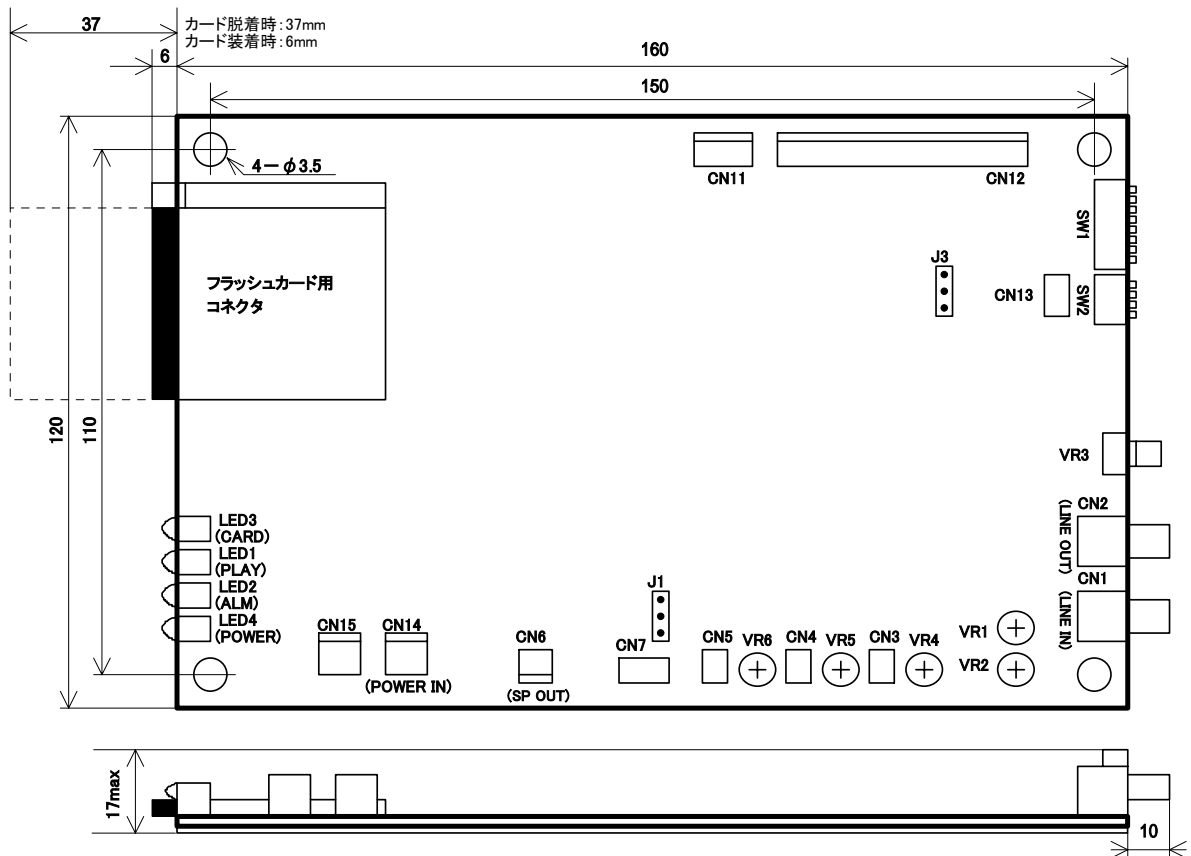 37
カード脱着時:37mm
カード装着時:6mm
6
160
150
4-φ3.5
CN11
CN12
SW1
フラッシュカード用
コネクタ
J3
CN13
SW2
120
110
VR3
CN2
(LINE OUT)
LED3
(CARD)
LED1
(PLAY)
LED2
(ALM)
LED4
(POWER)
CN1
(LINE IN)
J1
CN15
CN14
(POWER IN)
CN6
(SP OUT)
CN7
CN5
VR6
CN4
VR5
CN3
VR4
VR1
VR2
17max
10